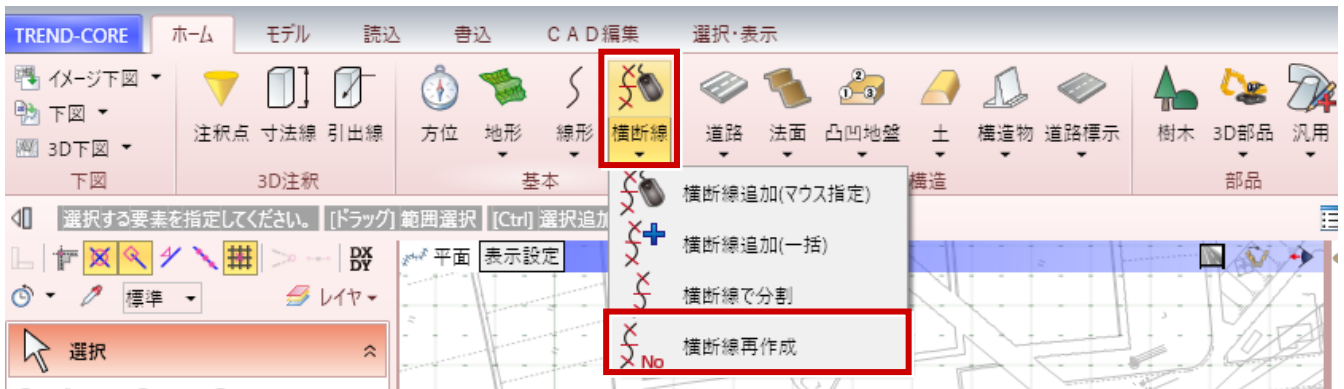 TREND-CORE ホーム モデル 読込 書込 CAD編集 選択・表示
イメージ下図
下図
3D下図
注釈点 寸法線 引出線 方位 地形 線形 横断線 道路 法面 凸凹地盤 土 構造物 道路標示 樹木 3D部品 汎用
下図 3D注釈 基本 構造 部品
横断線追加(マウス指定)
横断線追加(一括)
横断線で分割
横断線再作成
No
選択する要素を指定してください。 [ドラッグ] 範囲選択 [Ctrl] 選択追加
DX
DY
平面 表示設定
標準 レイヤ
選択